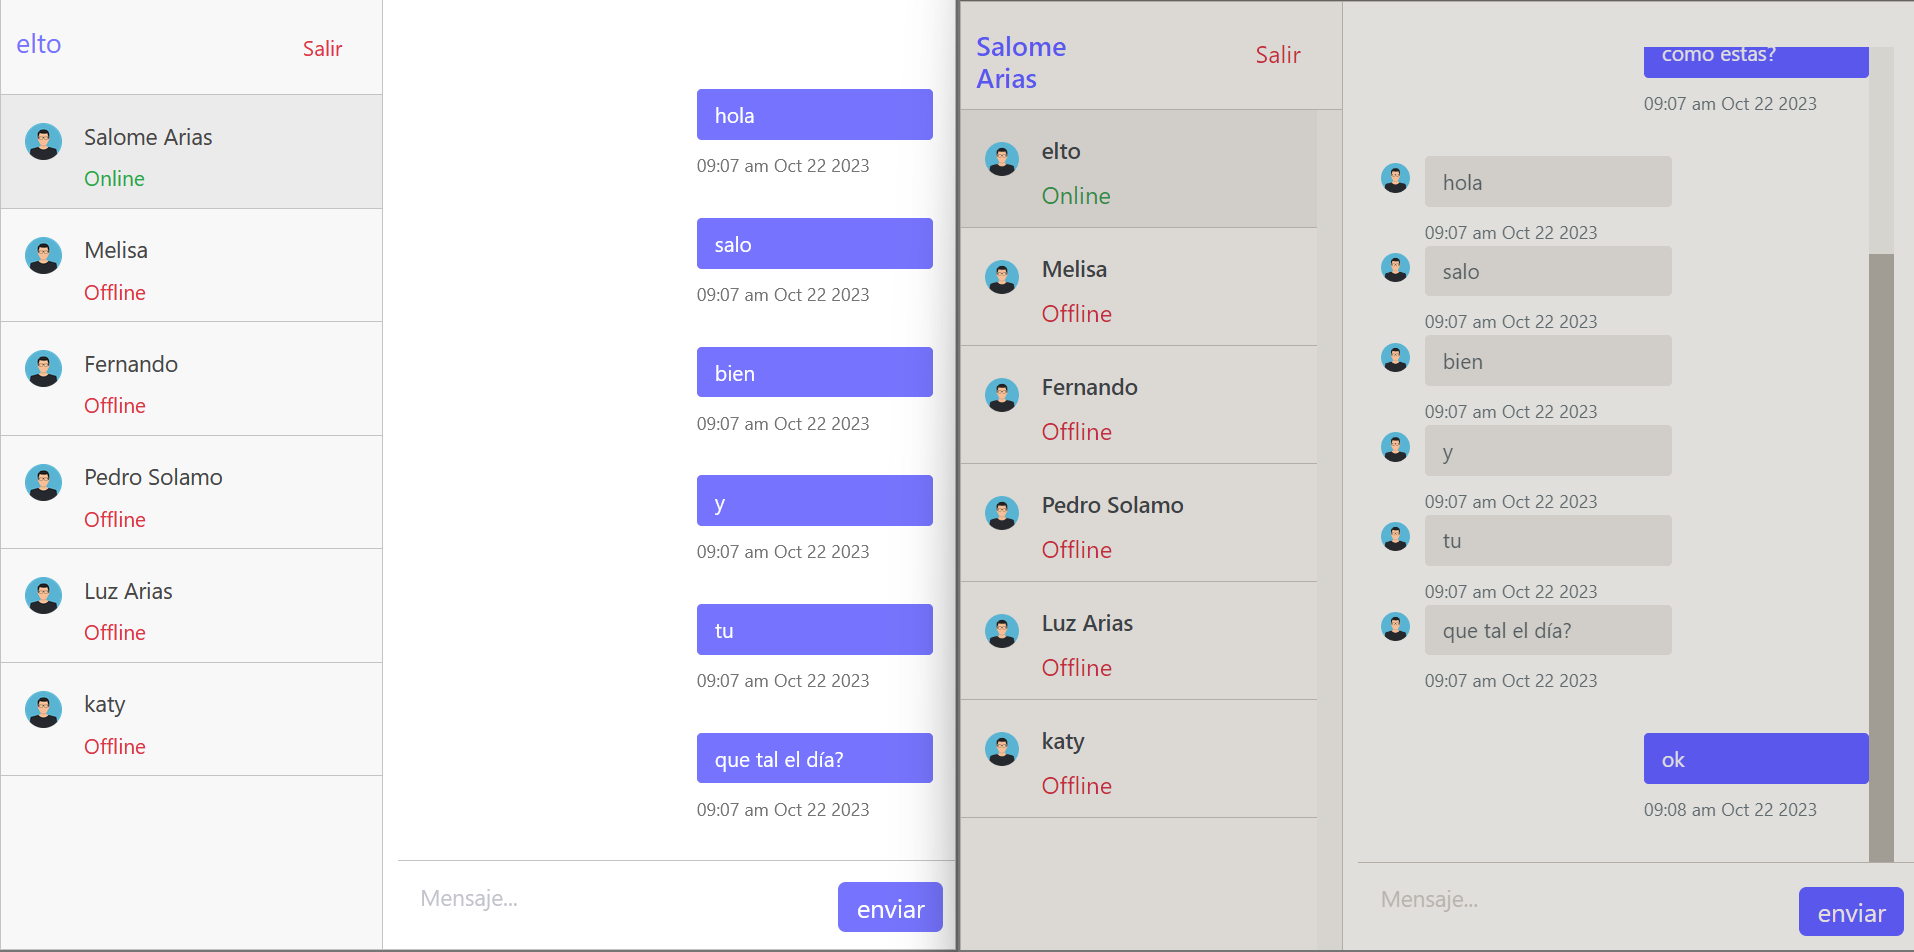 elto
Salir
Salome Arias
Online
Melisa
Offline
Fernando
Offline
Pedro Solamo
Offline
Luz Arias
Offline
katy
Offline
hola
09:07 am Oct 22 2023
salo
09:07 am Oct 22 2023
bien
09:07 am Oct 22 2023
y
09:07 am Oct 22 2023
tu
09:07 am Oct 22 2023
que tal el día?
09:07 am Oct 22 2023
Mensaje...
enviar
Salome
Arias
Salir
elto
Online
Melisa
Offline
Fernando
Offline
Pedro Solamo
Offline
Luz Arias
Offline
katy
Offline
como estas?
09:07 am Oct 22 2023
hola
09:07 am Oct 22 2023
salo
09:07 am Oct 22 2023
bien
09:07 am Oct 22 2023
y
09:07 am Oct 22 2023
tu
09:07 am Oct 22 2023
que tal el día?
09:07 am Oct 22 2023
ok
09:08 am Oct 22 2023
Mensaje...
enviar